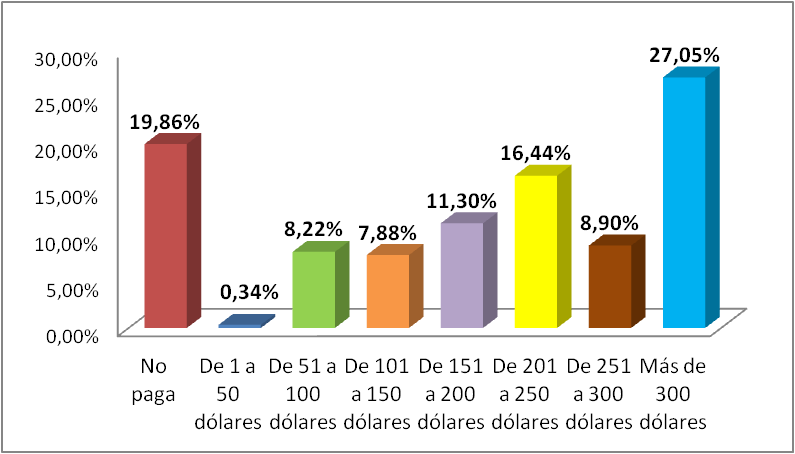 30,00%
25,00%
20,00%
15,00%
10,00%
5,00%
0,00%
19,86%
0,34%
8,22%
7,88%
11,30%
16,44%
8,90%
27,05%
No
paga
De 1 a
50
dólares
De 51 a
100
dólares
De 101
a 150
dólares
De 151
a 200
dólares
De 201
a 250
dólares
De 251
a 300
dólares
Más de
300
dólares